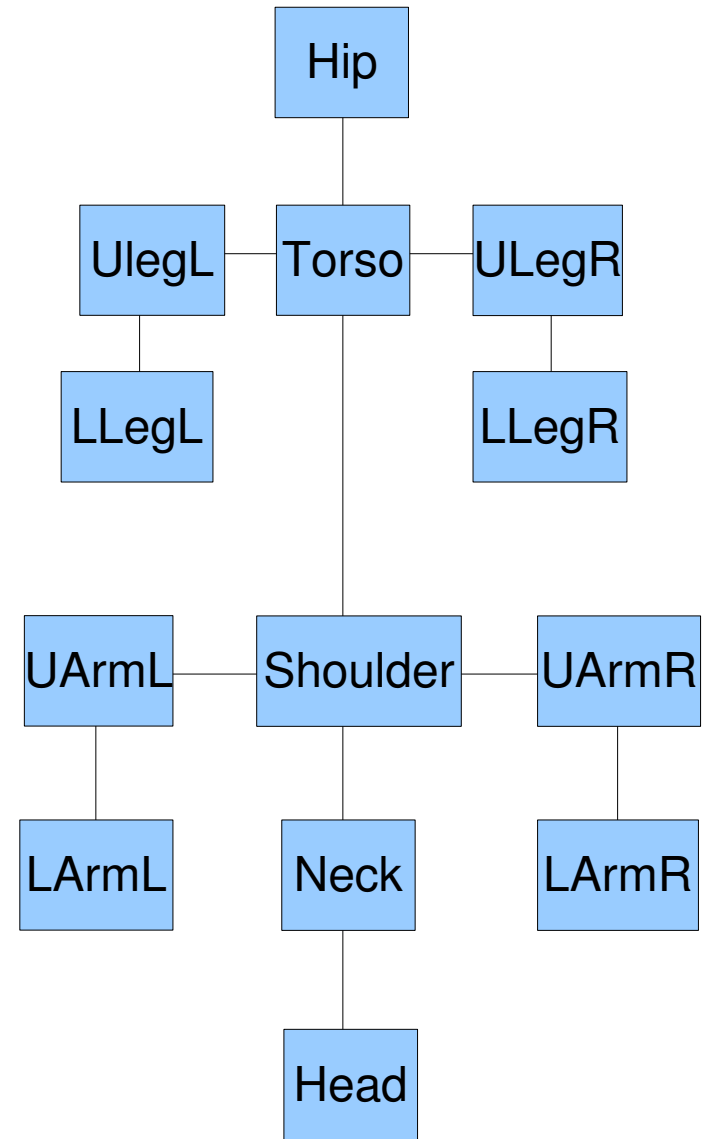 Hip
UlegL
Torso
ULegR
LLegL
LLegR
UArmL
Shoulder
UArmR
LArmL
Neck
LArmR
Head